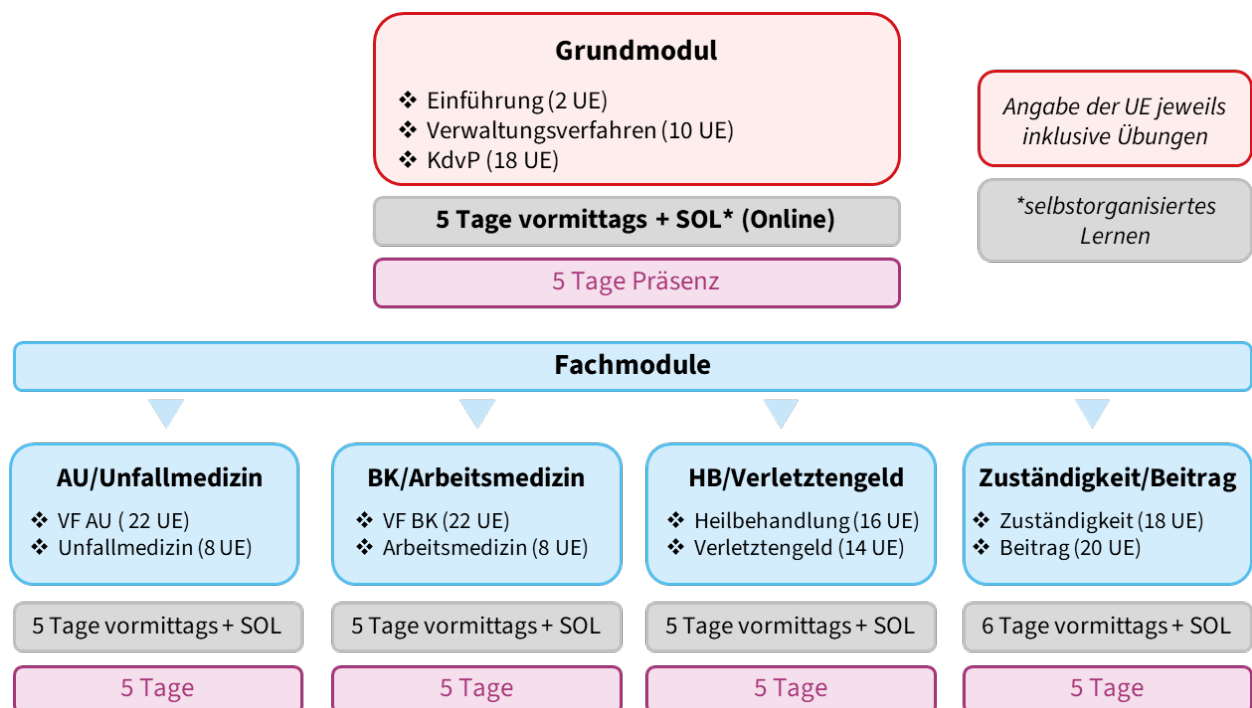 Grundmodul
❖ Einführung (2 UE)
❖ Verwaltungsverfahren (10 UE)
❖ KdvP (18 UE)
5 Tage vormittags + SOL* (Online)
5 Tage Präsenz
Angabe der UE jeweils
inklusive Übungen
*selbstorganisiertes
Lernen
Fachmodule
AU/Unfallmedizin
❖ VF AU ( 22 UE)
❖ Unfallmedizin (8 UE)
5 Tage vormittags + SOL
5 Tage
BK/Arbeitsmedizin
❖ VF BK (22 UE)
❖ Arbeitsmedizin (8 UE)
5 Tage vormittags + SOL
5 Tage
HB/Verletztengeld
❖ Heilbehandlung (16 UE)
❖ Verletztengeld (14 UE)
5 Tage vormittags + SOL
5 Tage
Zuständigkeit/Beitrag
❖ Zuständigkeit (18 UE)
❖ Beitrag (20 UE)
6 Tage vormittags + SOL
5 Tage